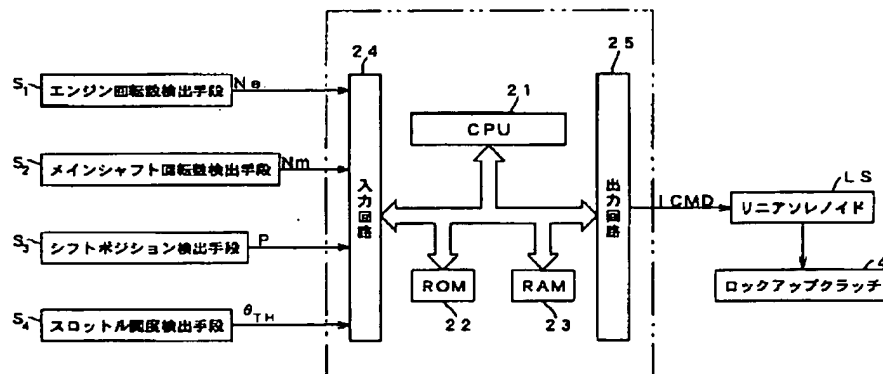 24
25
S1 エンジン回転数検出手段 Ne
21
CPU
S2 メインシャフト回転数検出手段 Nm
入力回路
出力回路
ICMD
LS
リニアソレノイド
S3 シフトポジション検出手段 P
4
ROM
RAM
ロックアップクラッチ
S4 スロットル開度検出手段 θTH
22
23